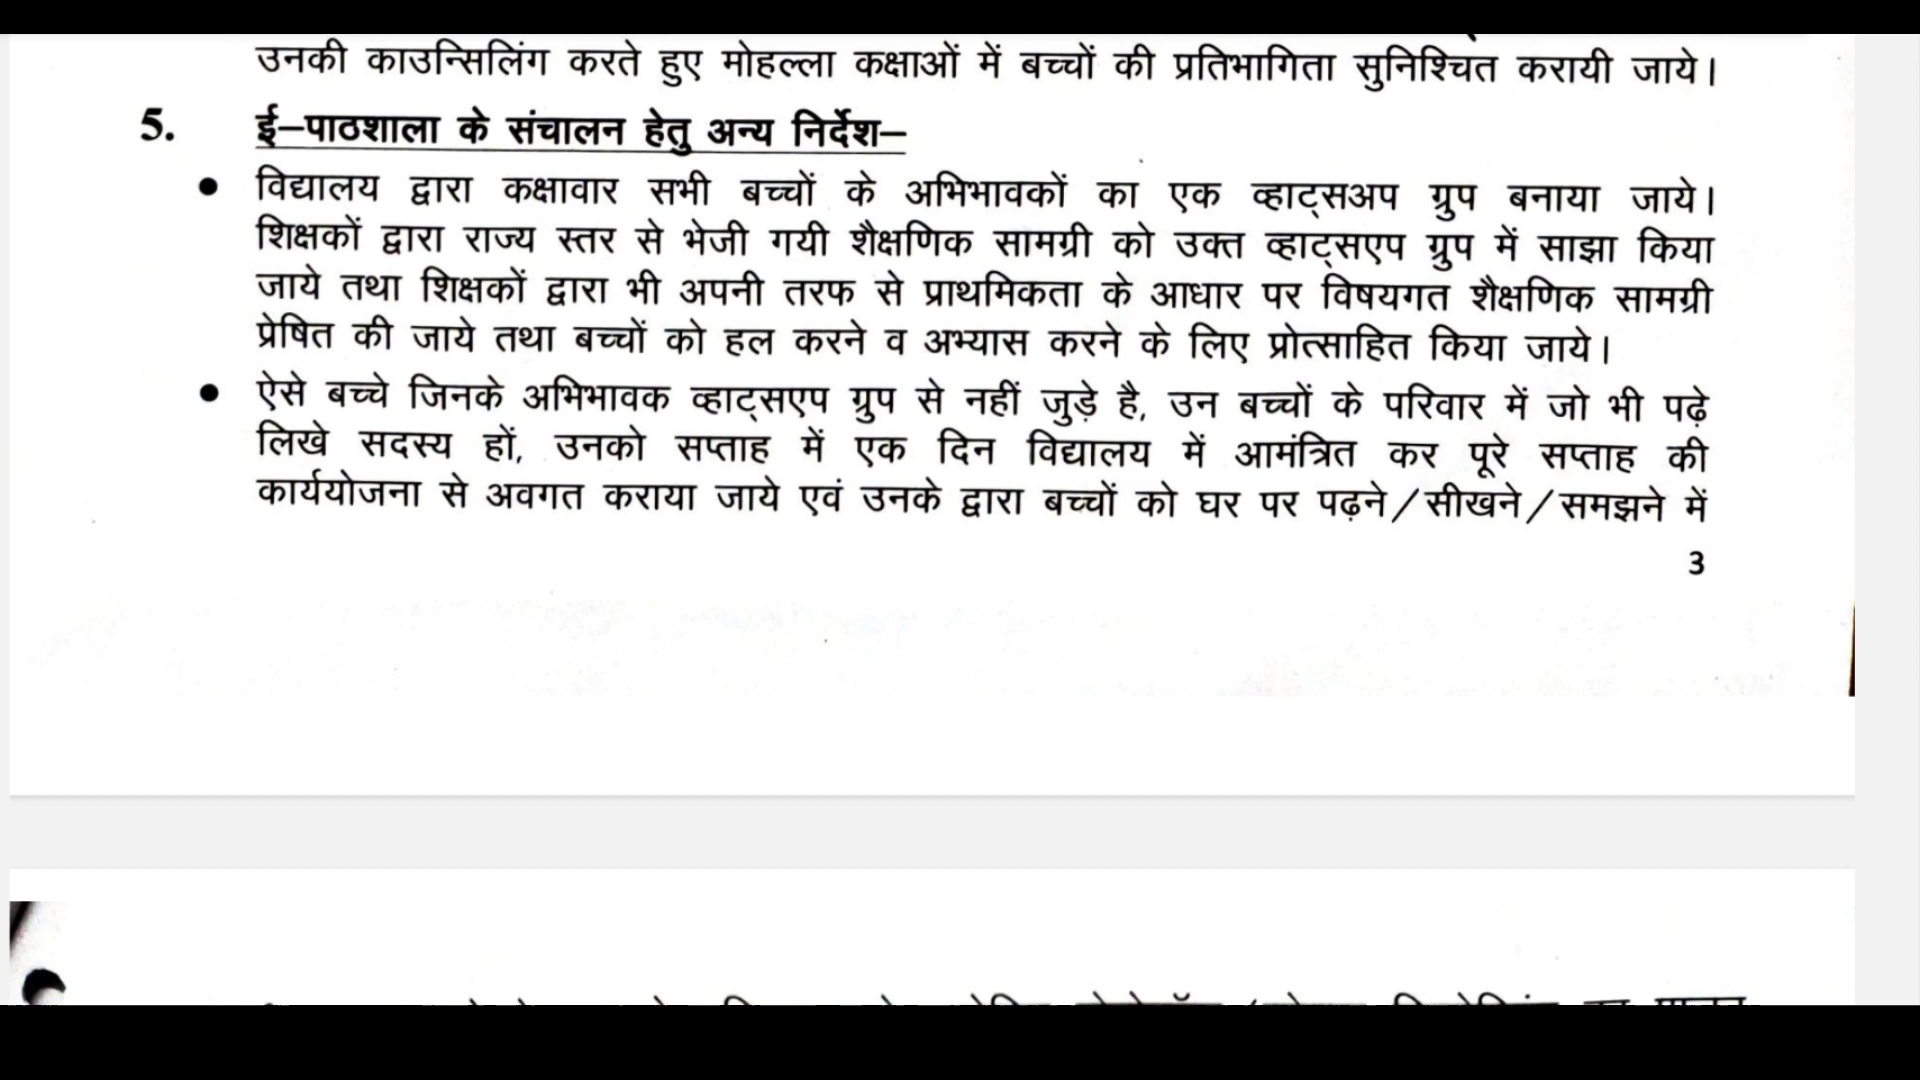 उनकी काउन्सिलिंग करते हुए मोहल्ला कक्षाओं में बच्चों की प्रतिभागिता सुनिश्चित करायी जाये।
5. ई–पाठशाला के संचालन हेतु अन्य निर्देश–
● विद्यालय द्वारा कक्षावार सभी बच्चों के अभिभावकों का एक व्हाट्सअप ग्रुप बनाया जाये।
शिक्षकों द्वारा राज्य स्तर से भेजी गयी शैक्षणिक सामग्री को उक्त व्हाट्सएप ग्रुप में साझा किया
जाये तथा शिक्षकों द्वारा भी अपनी तरफ से प्राथमिकता के आधार पर विषयगत शैक्षणिक सामग्री
प्रेषित की जाये तथा बच्चों को हल करने व अभ्यास करने के लिए प्रोत्साहित किया जाये।
● ऐसे बच्चे जिनके अभिभावक व्हाट्सएप ग्रुप से नहीं जुड़े है, उन बच्चों के परिवार में जो भी पढ़े
लिखे सदस्य हों, उनको सप्ताह में एक दिन विद्यालय में आमंत्रित कर पूरे सप्ताह की
कार्ययोजना से अवगत कराया जाये एवं उनके द्वारा बच्चों को घर पर पढ़ने/सीखने/समझने में
3